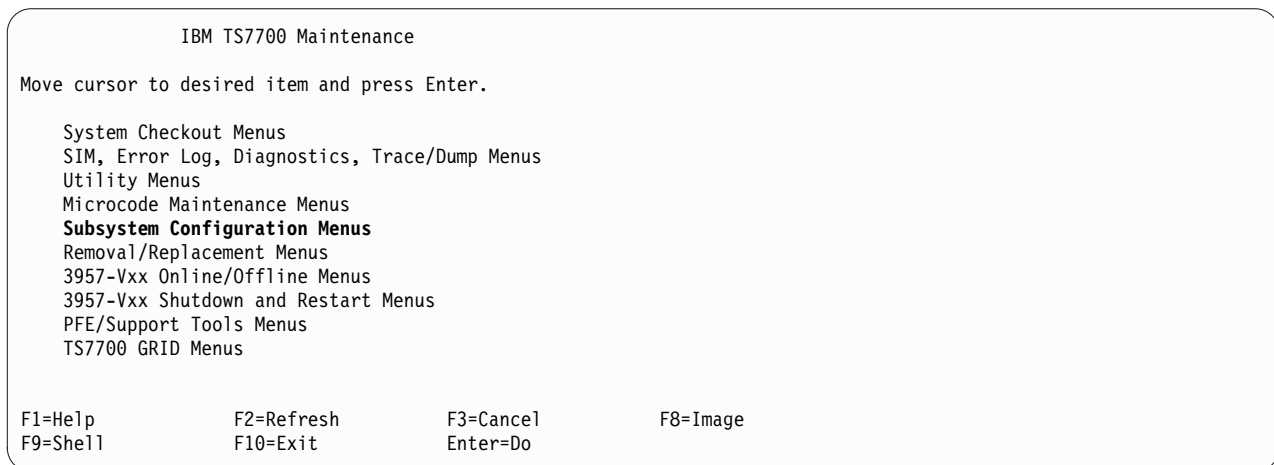 IBM TS7700 Maintenance
Move cursor to desired item and press Enter.
System Checkout Menus
SIM, Error Log, Diagnostics, Trace/Dump Menus
Utility Menus
Microcode Maintenance Menus
Subsystem Configuration Menus
Removal/Replacement Menus
3957-Vxx Online/Offline Menus
3957-Vxx Shutdown and Restart Menus
PFE/Support Tools Menus
TS7700 GRID Menus
F1=Help F2=Refresh F3=Cancel F8=Image
F9=Shell F10=Exit Enter=Do